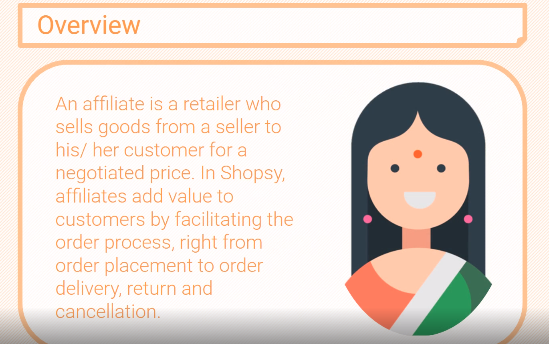 Overview
An affiliate is a retailer who
sells goods from a seller to
his/ her customer for a
negotiated price. In Shopsy,
affiliates add value to
customers by facilitating the
order process, right from
order placement to order
delivery, return and
cancellation.